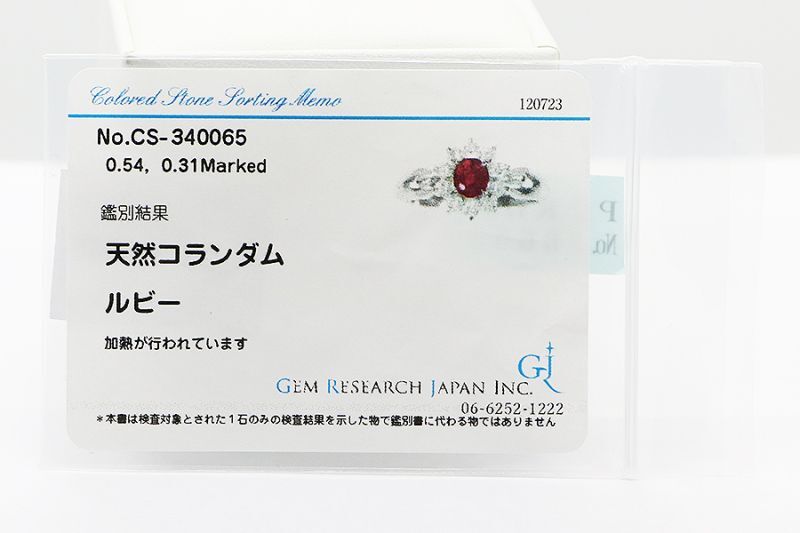 Colored Stone Sorting Memo
120723
No.CS-340065
0.54, 0.31Marked
鑑別結果
天然コランダム
ルビー
加熱が行われています
GJR
GEM RESEARCH JAPAN INC.
06-6252-1222
*本書は検査対象とされた1石のみの検査結果を示した物で鑑別書に代わる物ではありません
P
No.